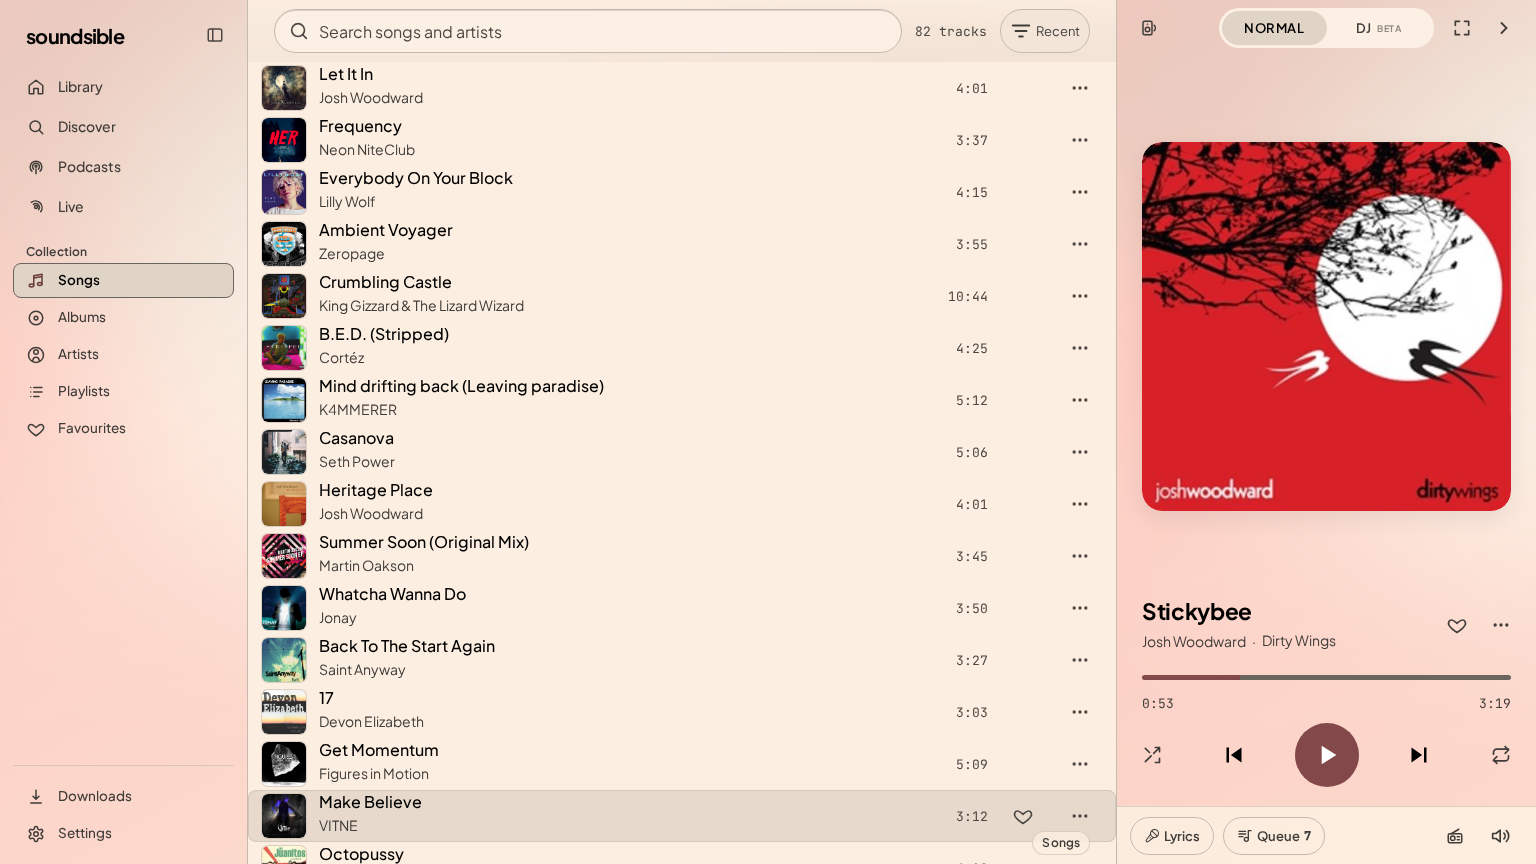 soundsible
Library
Discover
Podcasts
Live
Collection
Songs
Albums
Artists
Playlists
Favourites
Downloads
Settings
Search songs and artists
82 tracks
Recent
Let It In
Josh Woodward
4:01
Frequency
Neon NiteClub
3:37
Everybody On Your Block
Lilly Wolf
4:15
Ambient Voyager
Zeropage
3:55
Crumbling Castle
King Gizzard & The Lizard Wizard
10:44
B.E.D. (Stripped)
Cortéz
4:25
Mind drifting back (Leaving paradise)
K4MMERER
5:12
Casanova
Seth Power
5:06
Heritage Place
Josh Woodward
4:01
Summer Soon (Original Mix)
Martin Oakson
3:45
Whatcha Wanna Do
Jonay
3:50
Back To The Start Again
Saint Anyway
3:27
17
Devon Elizabeth
3:03
Get Momentum
Figures in Motion
5:09
Make Believe
VITNE
3:12
Songs
Octopussy
NORMAL
DJ BETA
joshwoodward
dirtywings
Stickybee
Josh Woodward · Dirty Wings
0:53
3:19
Lyrics
Queue 7